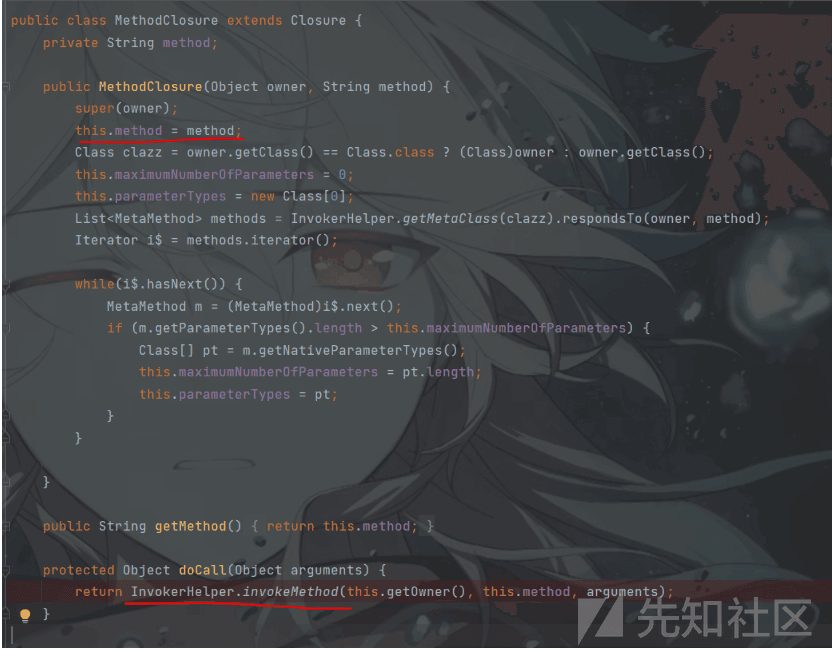 public class MethodClosure extends Closure {
private String method;
public MethodClosure(Object owner, String method) {
super(owner);
this.method = method;
Class clazz = owner.getClass() == Class.class ? (Class)owner : owner.getClass();
this.maximumNumberOfParameters = 0;
this.parameterTypes = new Class[0];
List<MetaMethod> methods = InvokerHelper.getMetaClass(clazz).respondsTo(owner, method);
Iterator i$ = methods.iterator();
while(i$.hasNext()) {
MetaMethod m = (MetaMethod)i$.next();
if (m.getParameterTypes().length > this.maximumNumberOfParameters) {
Class[] pt = m.getNativeParameterTypes();
this.maximumNumberOfParameters = pt.length;
this.parameterTypes = pt;
}
}
}
public String getMethod() { return this.method; }
protected Object doCall(Object arguments) {
return InvokerHelper.invokeMethod(this.getOwner(), this.method, arguments);
}
先知社区